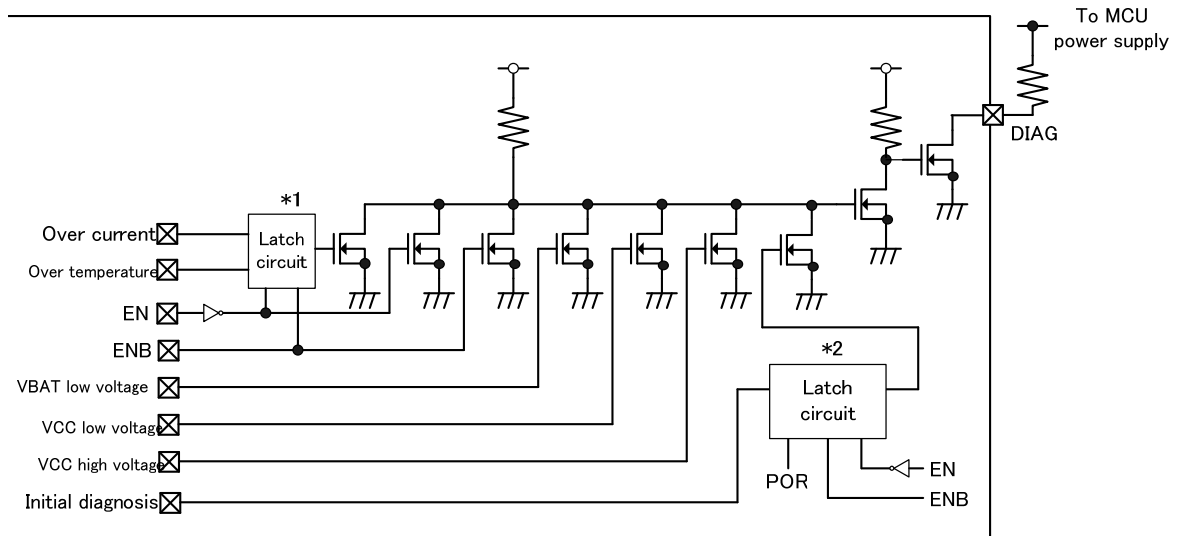 To MCU
power supply
DIAG
*1
Over current
Latch
circuit
Over temperature
EN
ENB
*2
VBAT low voltage
Latch
circuit
VCC low voltage
VCC high voltage
POR
EN
Initial diagnosis
ENB